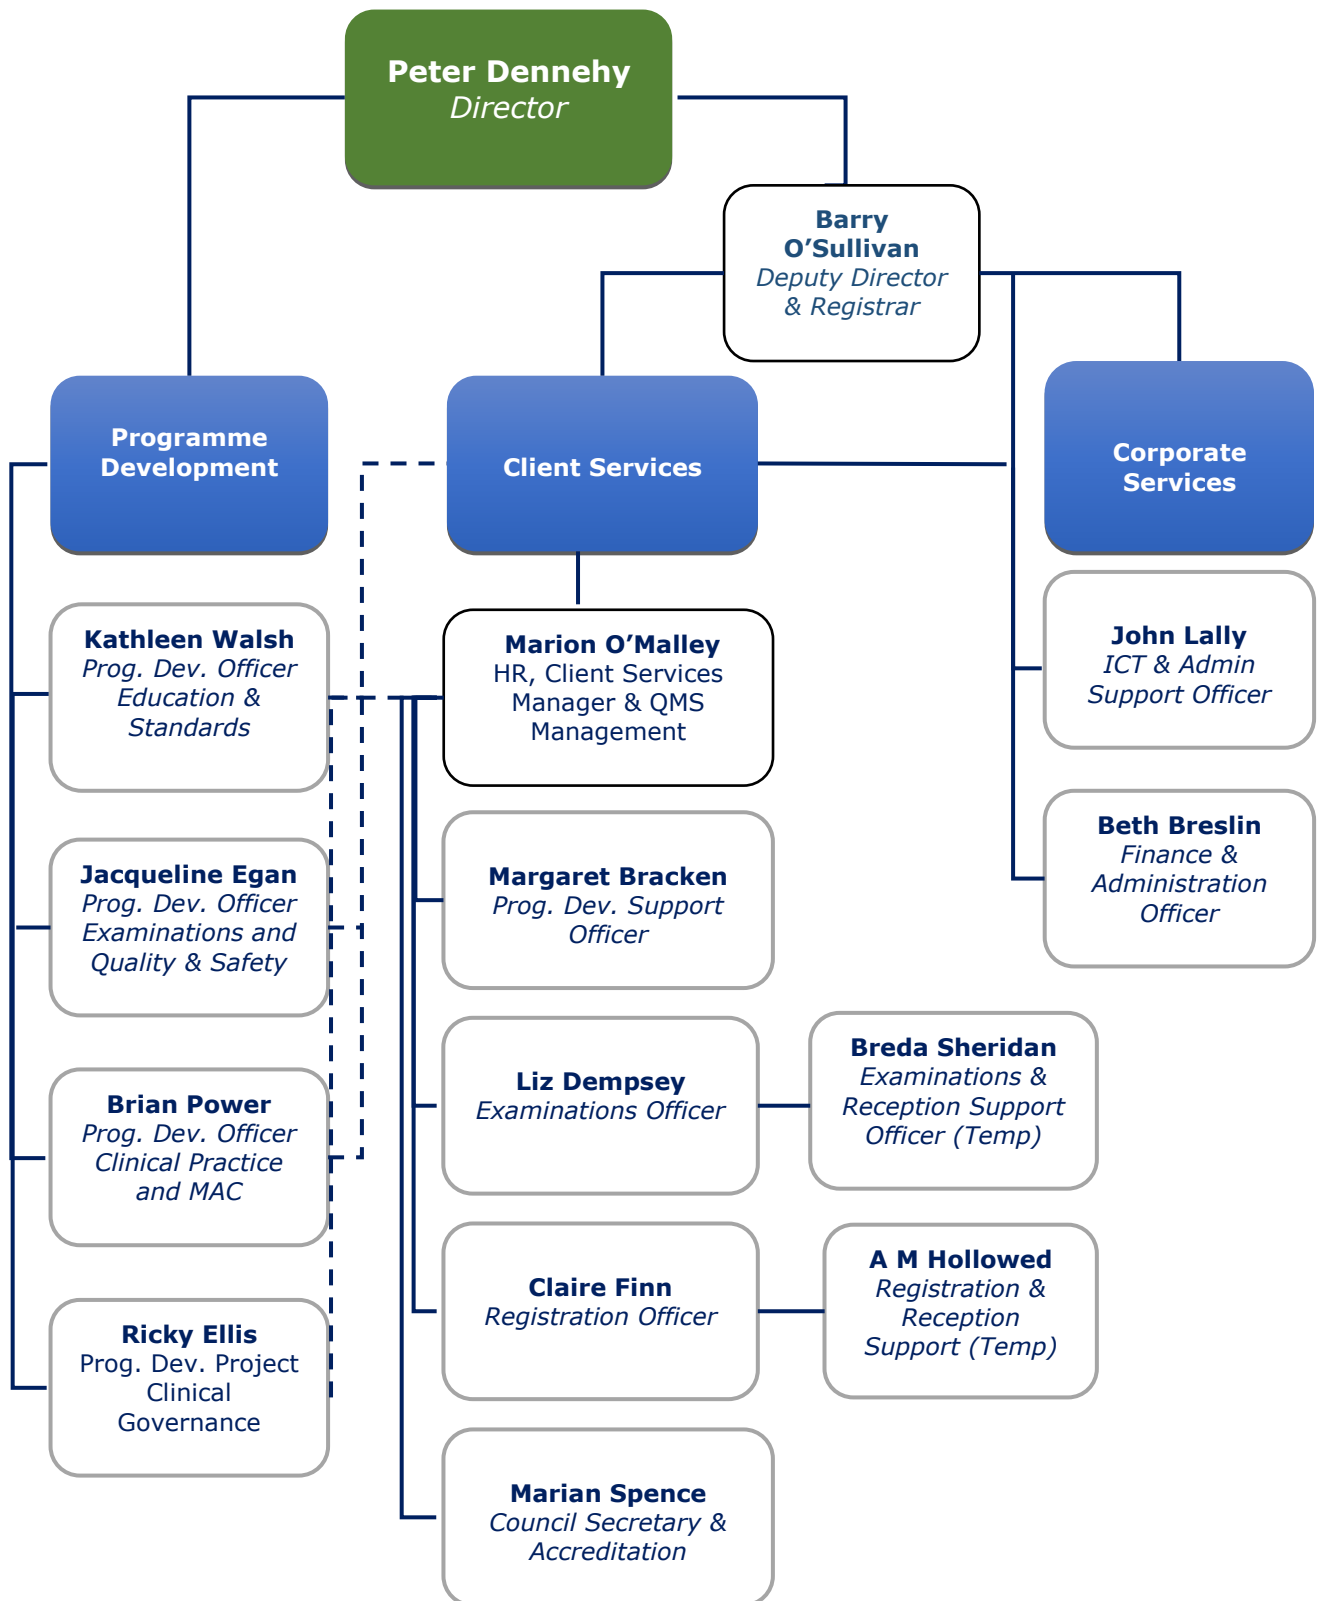 Peter Dennehy
Director
Barry
O’Sullivan
Deputy Director
& Registrar
Programme
Development
Client Services
Corporate
Services
Kathleen Walsh
Prog. Dev. Officer
Education &
Standards
Marion O’Malley
HR, Client Services
Manager & QMS
Management
John Lally
ICT & Admin
Support Officer
Jacqueline Egan
Prog. Dev. Officer
Examinations and
Quality & Safety
Margaret Bracken
Prog. Dev. Support
Officer
Beth Breslin
Finance &
Administration
Officer
Brian Power
Prog. Dev. Officer
Clinical Practice
and MAC
Liz Dempsey
Examinations Officer
Breda Sheridan
Examinations &
Reception Support
Officer (Temp)
Ricky Ellis
Prog. Dev. Project
Clinical
Governance
Claire Finn
Registration Officer
A M Hollowed
Registration &
Reception
Support (Temp)
Marian Spence
Council Secretary &
Accreditation